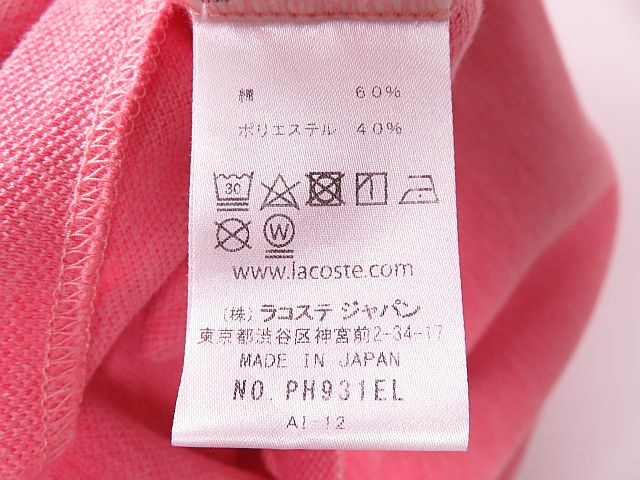 綿 60%
ポリエステル 40%
30
W
www.lacoste.com
(株) ラコステ ジャパン
東京都渋谷区神宮前2-34-17
MADE IN JAPAN
NO. PH931EL
AI-12